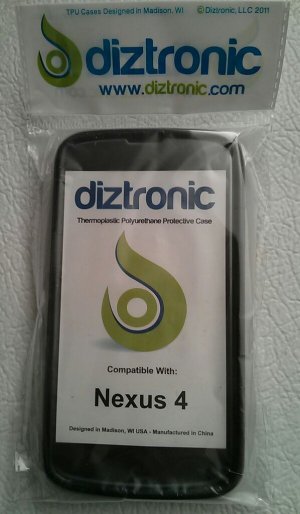 TPU Cases Designed in Madison, WI © Diztronic, LLC 2011
diztronic
www.diztronic.com
diztronic
Thermoplastic Polyurethane Protective Case
Compatible With:
Nexus 4
Designed in Madison, WI USA - Manufactured in China